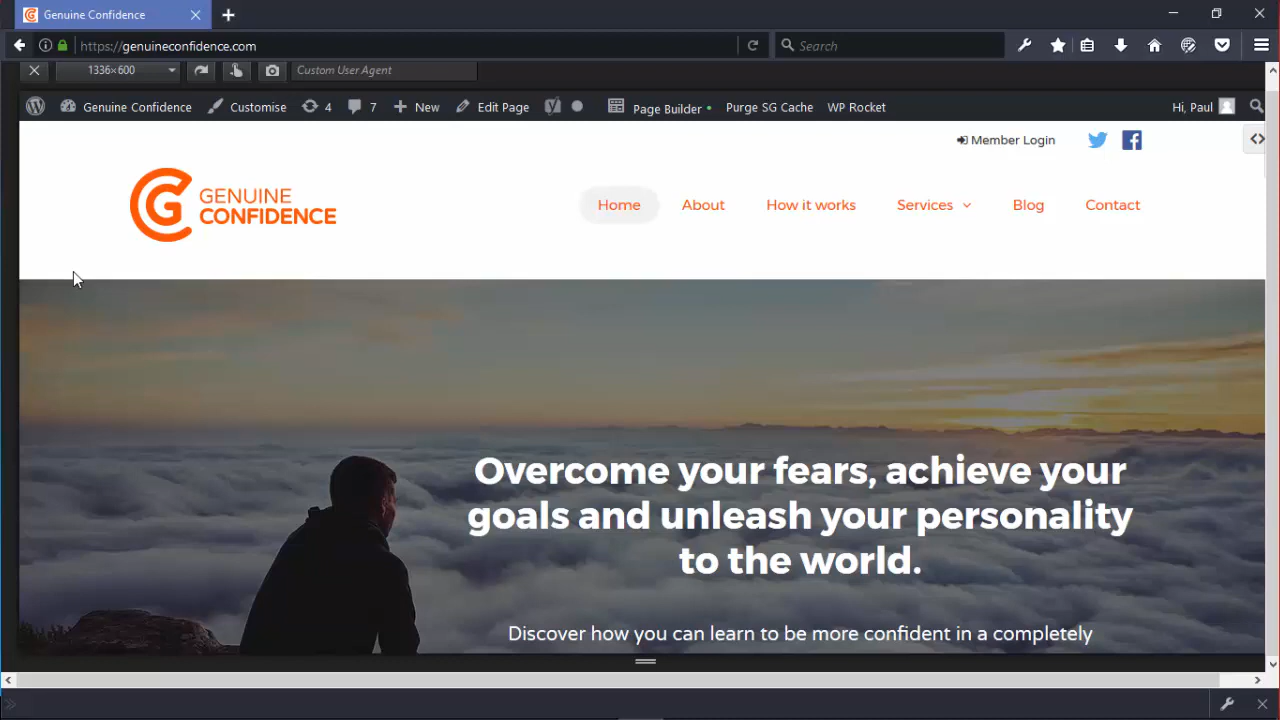 Genuine Confidence
https://genuineconfidence.com
Search
1336×600
Custom User Agent
Genuine Confidence
Customise
4
7
New
Edit Page
Page Builder
Purge SG Cache
WP Rocket
Hi, Paul
Member Login
GENUINE
CONFIDENCE
Home
About
How it works
Services
Blog
Contact
Overcome your fears, achieve your
goals and unleash your personality
to the world.
Discover how you can learn to be more confident in a completely